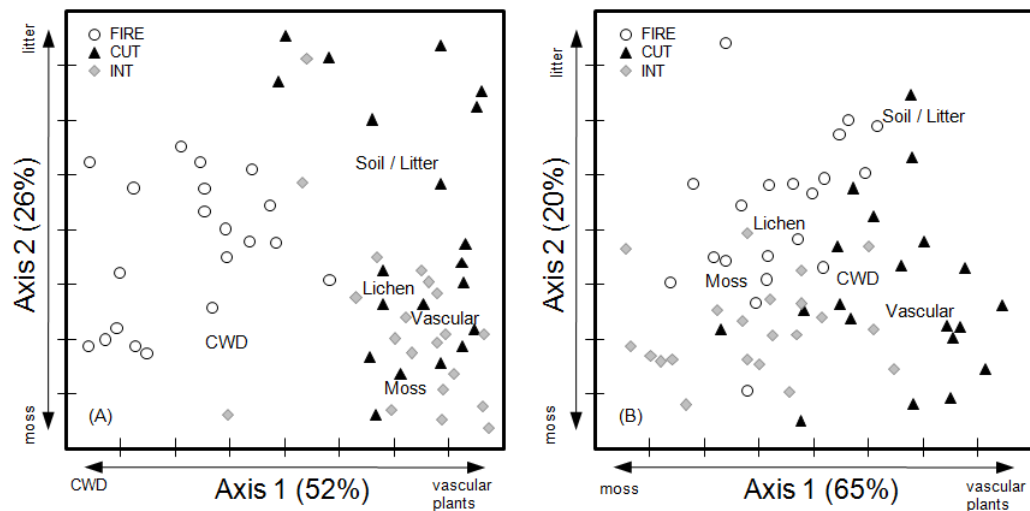 FIRE
CUT
INT
litter
Axis 2 (26%)
moss
Soil / Litter
Lichen
Vascular
CWD
Moss
(A)
CWD
Axis 1 (52%)
vascular
plants
FIRE
CUT
INT
litter
Axis 2 (20%)
moss
Soil / Litter
Lichen
Moss
CWD
Vascular
(B)
moss
Axis 1 (65%)
vascular
plants